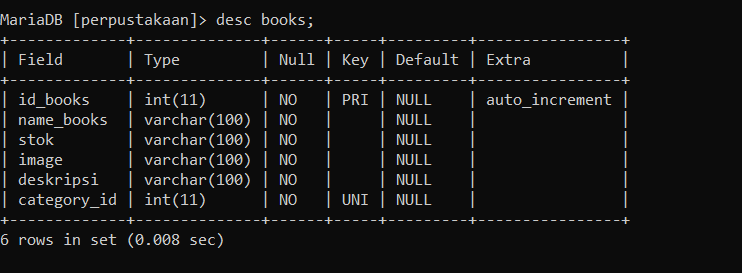 MariaDB [perpustakaan]> desc books;
+-------------+--------------+------+-----+---------+----------------+
| Field       | Type         | Null | Key | Default | Extra          |
+-------------+--------------+------+-----+---------+----------------+
| id_books    | int(11)      | NO   | PRI | NULL    | auto_increment |
| name_books  | varchar(100) | NO   |     | NULL    |                |
| stok        | varchar(100) | NO   |     | NULL    |                |
| image       | varchar(100) | NO   |     | NULL    |                |
| deskripsi   | varchar(100) | NO   |     | NULL    |                |
| category_id | int(11)      | NO   | UNI | NULL    |                |
+-------------+--------------+------+-----+---------+----------------+
6 rows in set (0.008 sec)